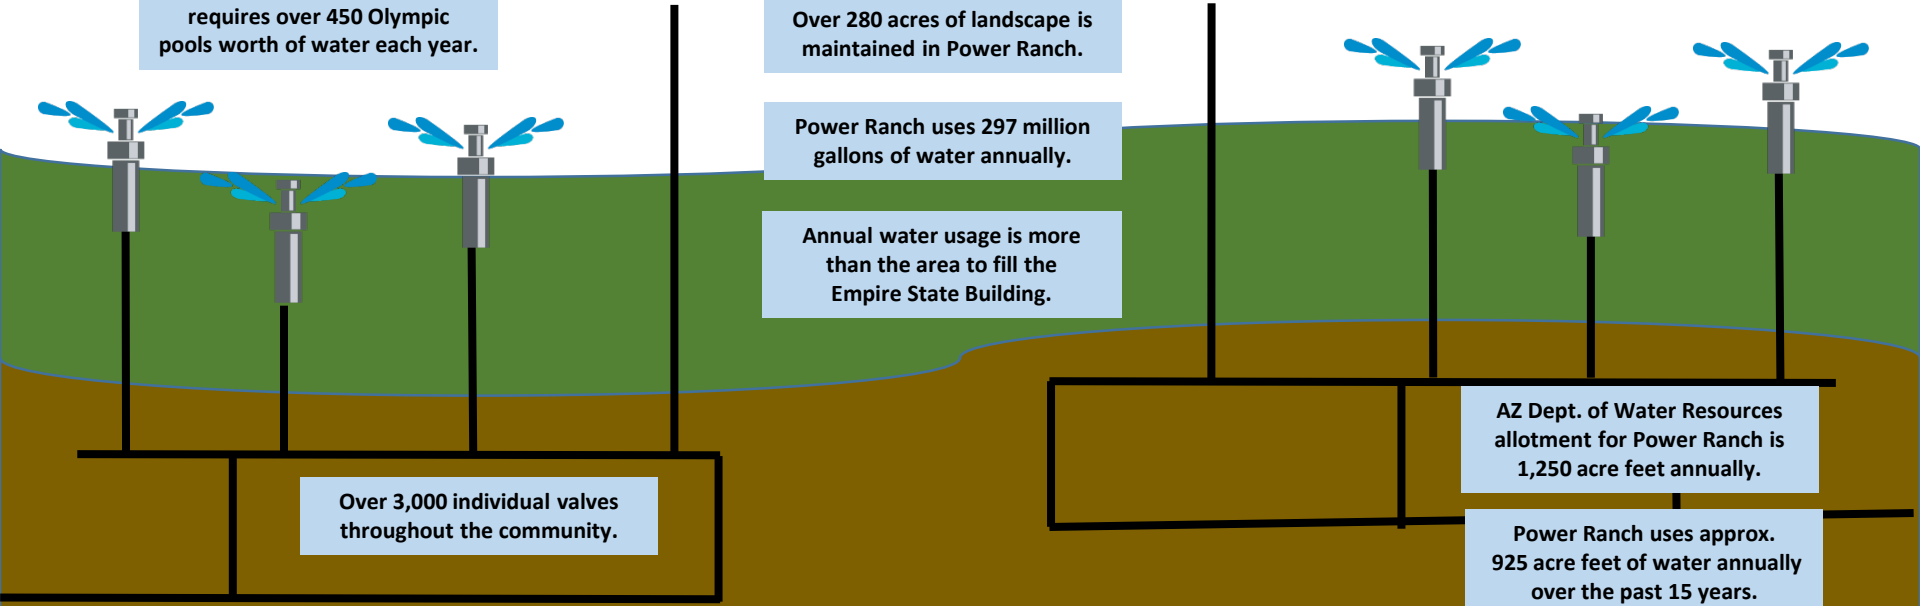 requires over 450 Olympic
pools worth of water each year.
Over 280 acres of landscape is
maintained in Power Ranch.
Power Ranch uses 297 million
gallons of water annually.
Annual water usage is more
than the area to fill the
Empire State Building.
Over 3,000 individual valves
throughout the community.
AZ Dept. of Water Resources
allotment for Power Ranch is
1,250 acre feet annually.
Power Ranch uses approx.
925 acre feet of water annually
over the past 15 years.